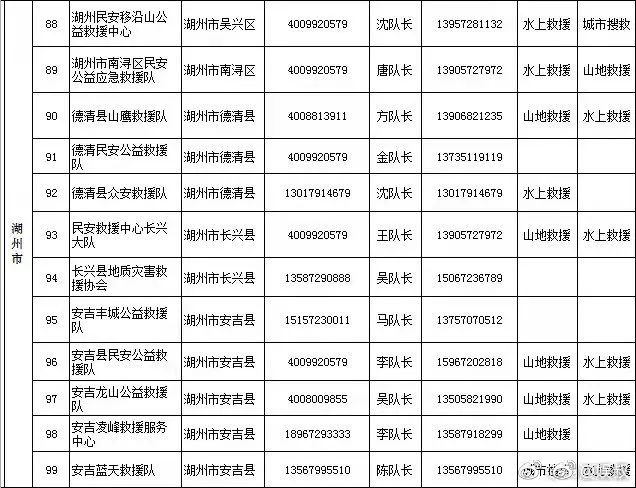 湖州市
88 湖州民安移沿山公益救援中心 湖州市吴兴区 4009920579 沈队长 13957281132 水上救援 城市搜救
89 湖州市南浔区民安公益应急救援队 湖州市南浔区 4009920579 唐队长 13905727972 水上救援 山地救援
90 德清县山鹰救援队 湖州市德清县 4008813911 方队长 13906821235 山地救援 水上救援
91 德清民安公益救援队 湖州市德清县 4009920579 金队长 13735119119
92 德清县众安救援队 湖州市德清县 13017914679 沈队长 13017914679 水上救援
93 民安救援中心长兴大队 湖州市长兴县 4009920579 王队长 13905727972 山地救援 水上救援
94 长兴县地质灾害救援协会 湖州市长兴县 13587290888 吴队长 15067236789
95 安吉丰城公益救援队 湖州市安吉县 15157230011 马队长 13757070512
96 安吉县民安公益救援队 湖州市安吉县 4009920579 李队长 15967202818 山地救援 水上救援
97 安吉龙山公益救援队 湖州市安吉县 4008009855 吴队长 13505821990 山地救援 水上救援
98 安吉凌峰救援服务中心 湖州市安吉县 18967293333 李队长 13587918299 山地救援
99 安吉蓝天救援队 湖州市安吉县 13567995510 陈队长 13567995510 城市